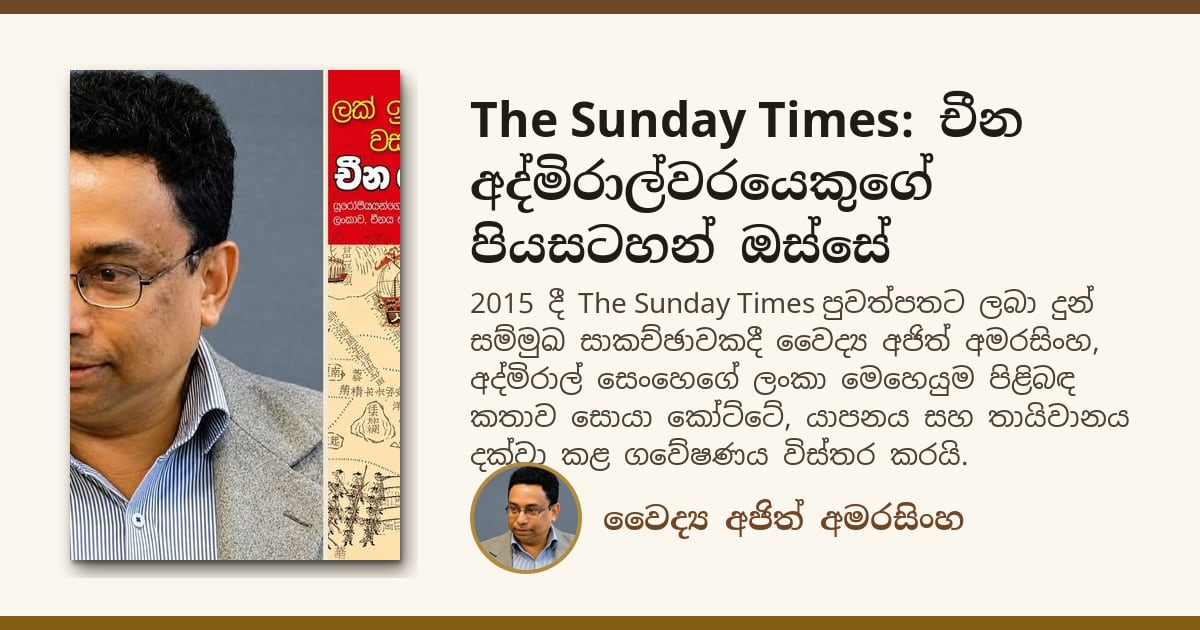 ලක් ඉ
චීන
The Sunday Times: චීන
අද්මිරාල්වරයෙකුගේ
පියසටහන් ඔස්සේ
2015 දී The Sunday Times පුවත්පතට ලබා දුන්
සම්මුඛ සාකච්ඡාවකදී වෛද්‍ය අජිත් අමරසිංහ,
අද්මිරාල් සෙංහෙගේ ලංකා මෙහෙයුම පිළිබඳ
කතාව සොයා කෝට්ටේ, යාපනය සහ තායිවානය
දක්වා කළ ගවේෂණය විස්තර කරයි.
වෛද්‍ය අජිත් අමරසිංහ